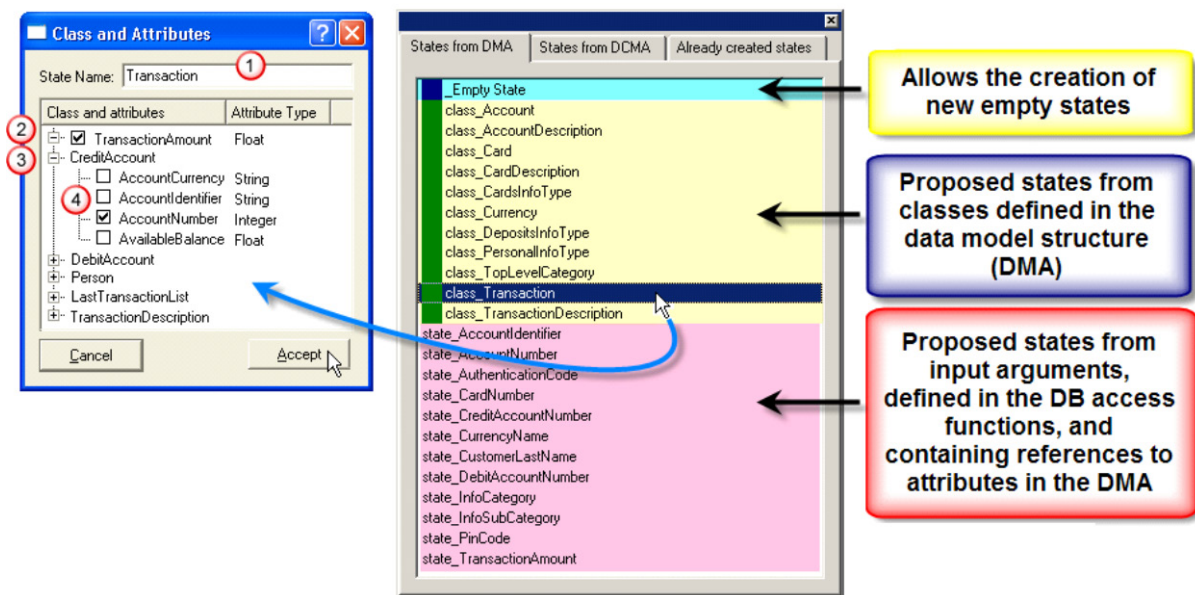 Class and Attributes
State Name: Transaction
1
Class and attributes Attribute Type
2
TransactionAmount Float
3
CreditAccount
AccountCurrency String
4
AccountIdentifier String
AccountNumber Integer
AvailableBalance Float
DebitAccount
Person
LastTransactionList
TransactionDescription
Cancel Accept
States from DMA States from DCMA Already created states
_Empty State
class_Account
class_AccountDescription
class_Card
class_CardDescription
class_CardsInfoType
class_Currency
class_DepositsInfoType
class_PersonalInfoType
class_TopLevelCategory
class_Transaction
class_TransactionDescription
state_AccountIdentifier
state_AccountNumber
state_AuthenticationCode
state_CardNumber
state_CreditAccountNumber
state_CurrencyName
state_CustomerLastName
state_DebitAccountNumber
state_InfoCategory
state_InfoSubCategory
state_PinCode
state_TransactionAmount
Allows the creation of
new empty states
Proposed states from
classes defined in the
data model structure
(DMA)
Proposed states from
input arguments,
defined in the DB access
functions, and
containing references to
attributes in the DMA